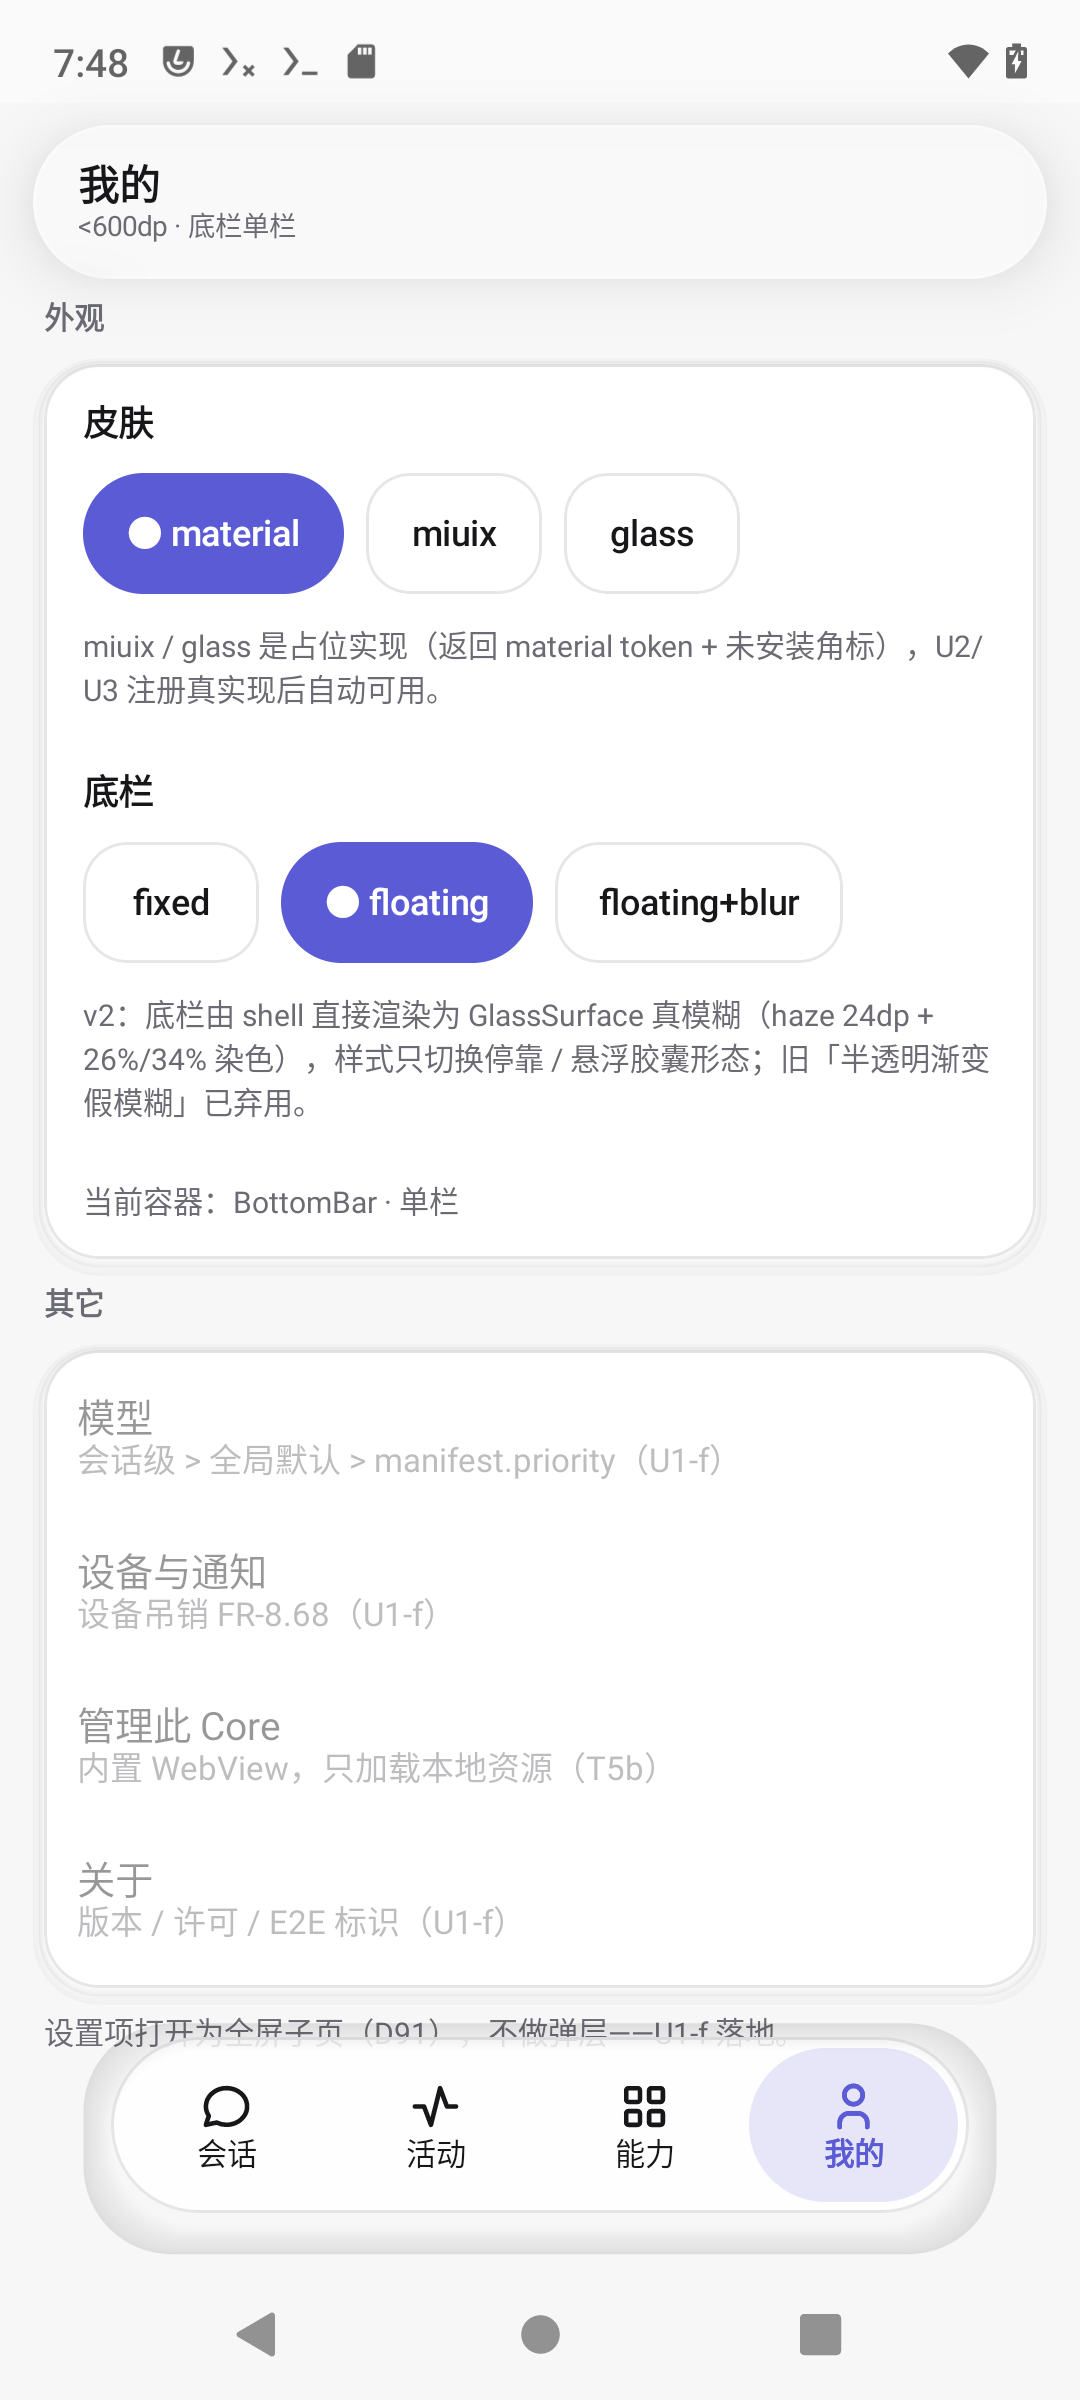 7:48
我的
<600dp · 底栏单栏
外观
皮肤
material
miuix
glass
miuix / glass 是占位实现（返回 material token + 未安装角标），U2/
U3 注册真实现后自动可用。
底栏
fixed
floating
floating+blur
v2：底栏由 shell 直接渲染为 GlassSurface 真模糊（haze 24dp +
26%/34% 染色），样式只切换停靠 / 悬浮胶囊形态；旧「半透明渐变
假模糊」已弃用。
当前容器：BottomBar · 单栏
其它
模型
会话级 > 全局默认 > manifest.priority（U1-f）
设备与通知
设备吊销 FR-8.68（U1-f）
管理此 Core
内置 WebView，只加载本地资源（T5b）
关于
版本 / 许可 / E2E 标识（U1-f）
设置项打开为全屏子页（D91），不做弹层——U1-f 落地。
会话
活动
能力
我的